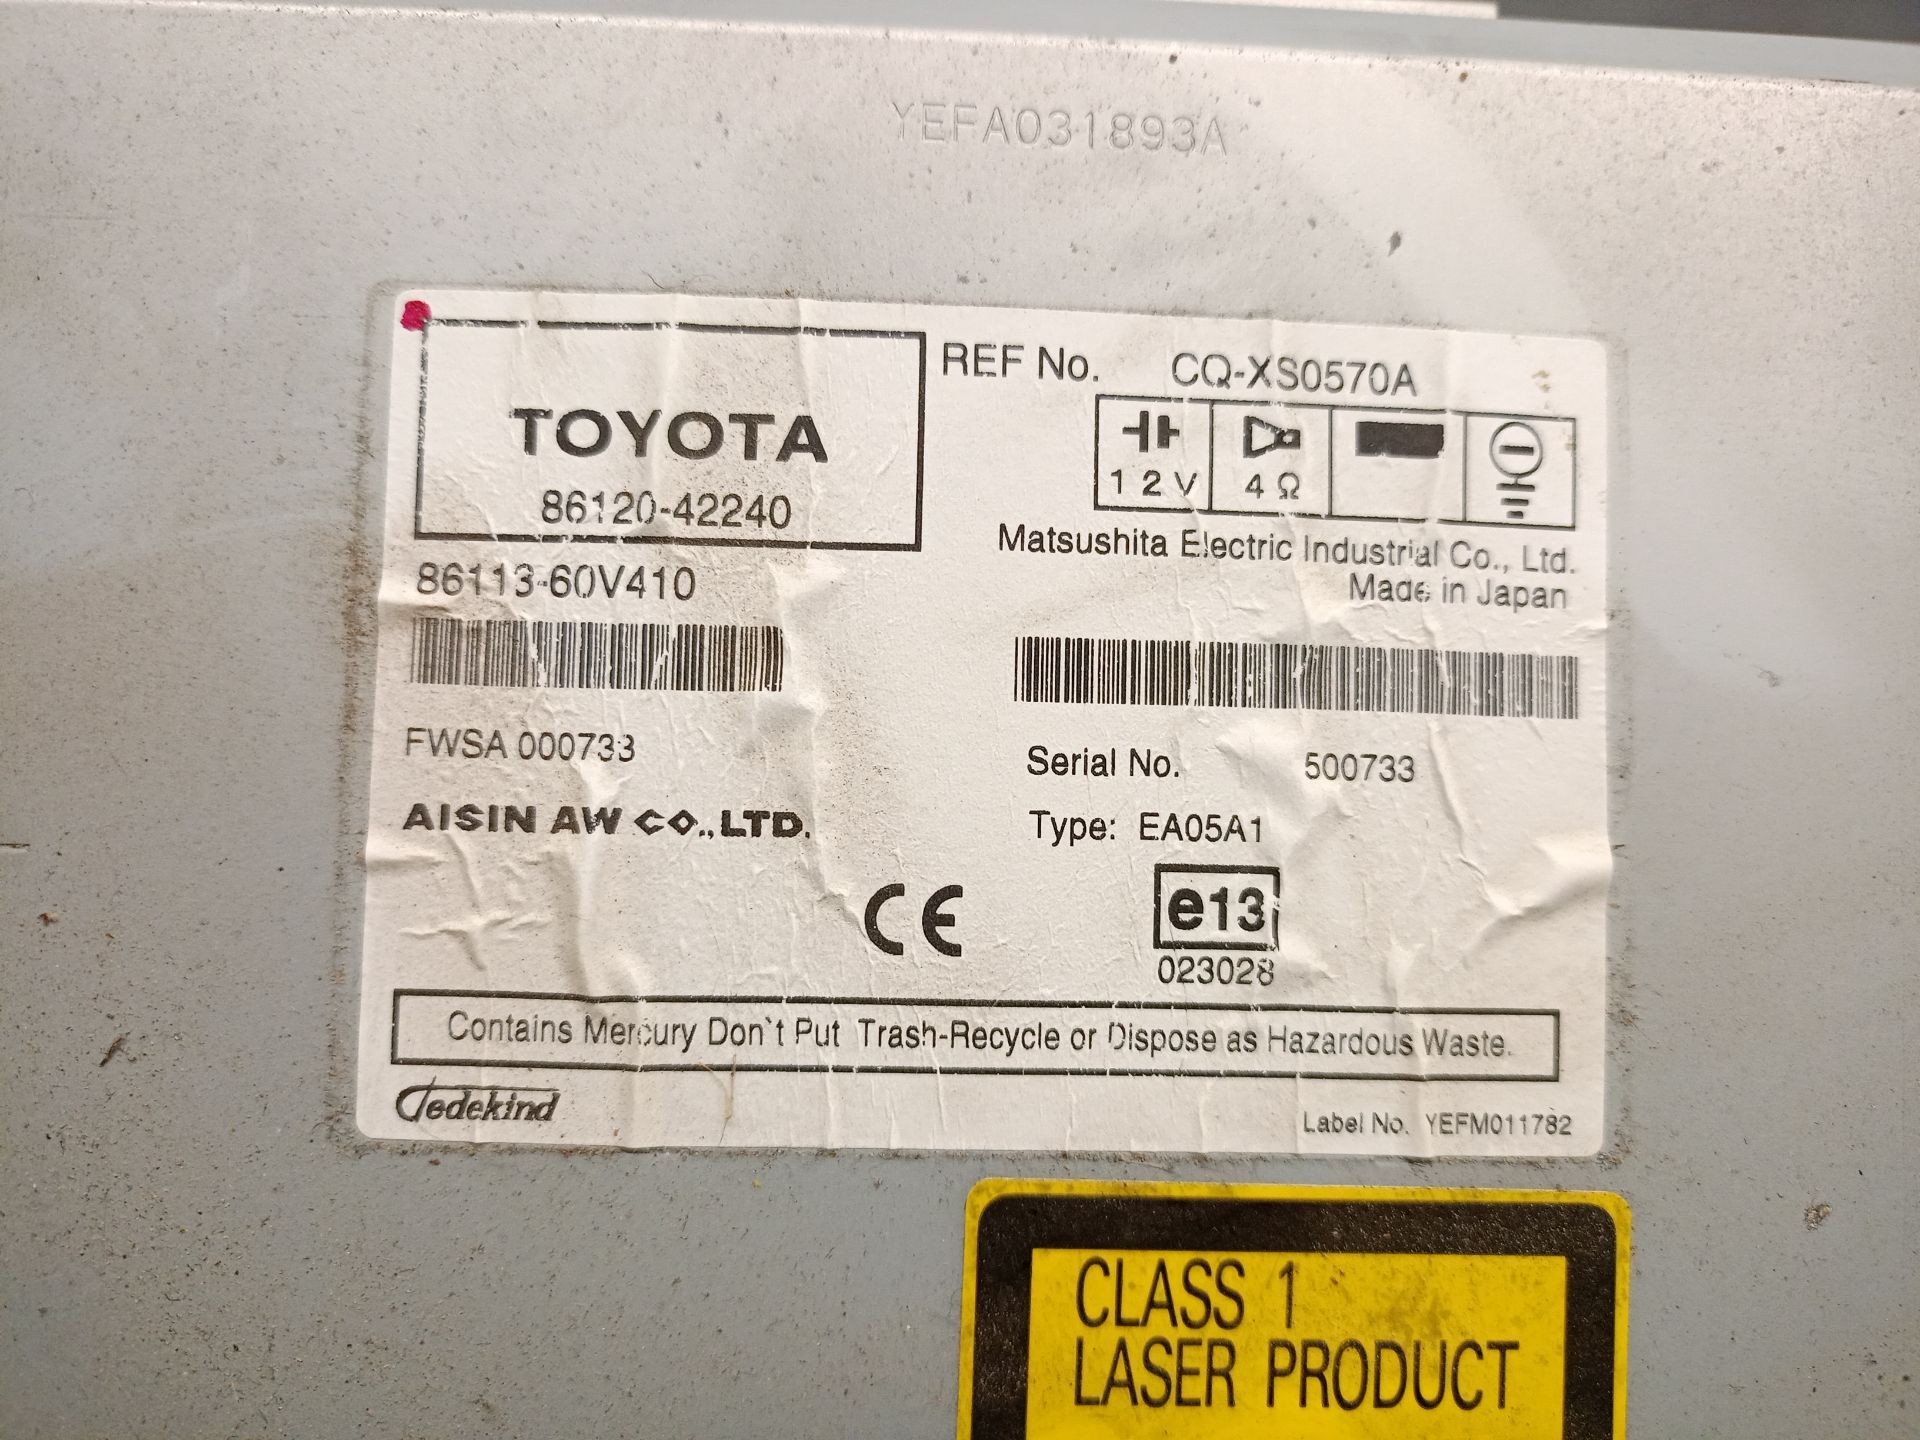 YEFA031893A
TOYOTA
86120-42240
REF No. CQ-XS0570A
12V 4Ω
Matsushita Electric Industrial Co., Ltd.
Made in Japan
86113-60V410
FWSA 000733
AISIN AW CO.,LTD.
Serial No. 500733
Type: EA05A1
CE
e13
023028
Contains Mercury Don`t Put Trash-Recycle or Dispose as Hazardous Waste.
Dedekind
Label No. YEFM011782
CLASS 1
LASER PRODUCT